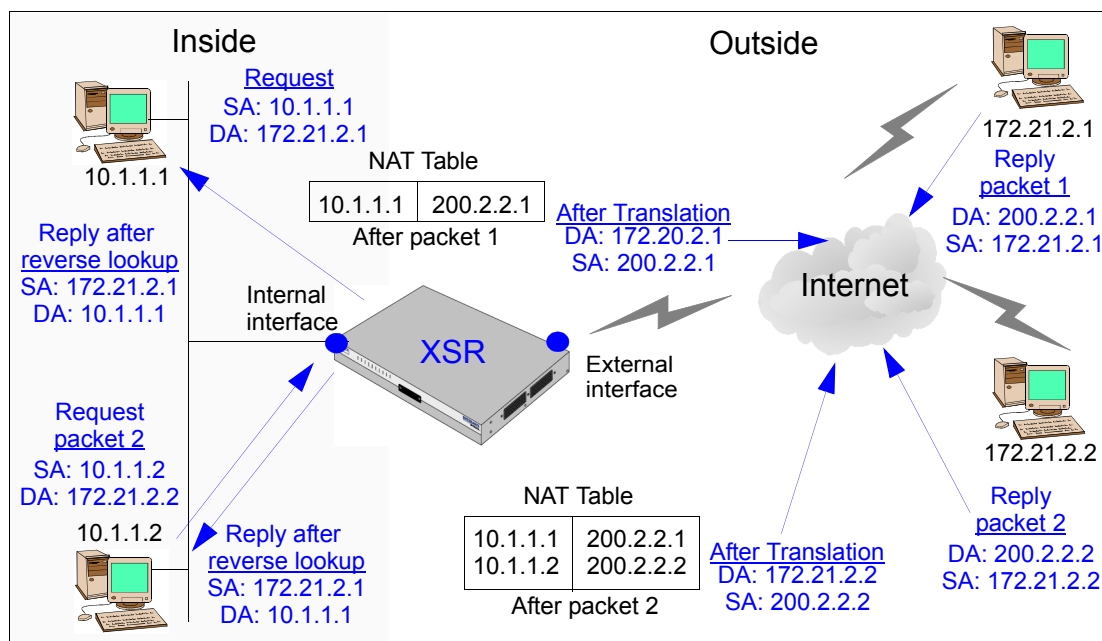 Inside
Outside
Request
SA: 10.1.1.1
DA: 172.21.2.1
10.1.1.1
NAT Table
10.1.1.1 200.2.2.1
After packet 1
After Translation
DA: 172.20.2.1
SA: 200.2.2.1
172.21.2.1
Reply
packet 1
DA: 200.2.2.1
SA: 172.21.2.1
Reply after
reverse lookup
SA: 172.21.2.1
DA: 10.1.1.1
Internal
interface
XSR
External
interface
Internet
Request
packet 2
SA: 10.1.1.2
DA: 172.21.2.2
10.1.1.2
Reply after
reverse lookup
SA: 172.21.2.1
DA: 10.1.1.1
NAT Table
10.1.1.1 200.2.2.1
10.1.1.2 200.2.2.2
After packet 2
After Translation
DA: 172.21.2.2
SA: 200.2.2.2
172.21.2.2
Reply
packet 2
DA: 200.2.2.2
SA: 172.21.2.2